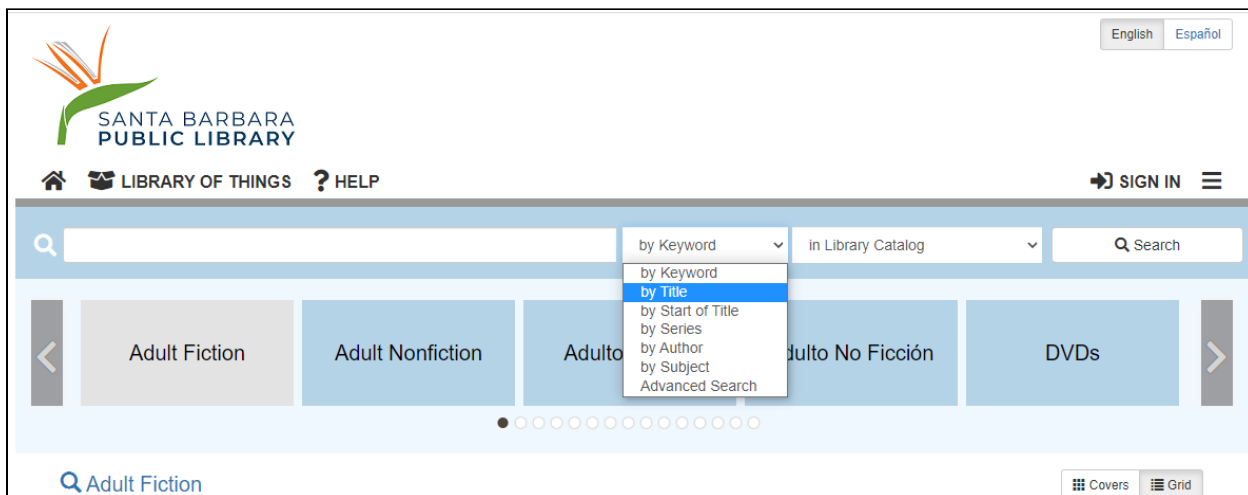 English Español
SANTA BARBARA
PUBLIC LIBRARY
LIBRARY OF THINGS ? HELP SIGN IN
by Keyword in Library Catalog Search
by Keyword
by Title
by Start of Title
by Series
by Author
by Subject
Advanced Search
Adult Fiction Adult Nonfiction Adulto dulto No Ficción DVDs
Adult Fiction Covers Grid